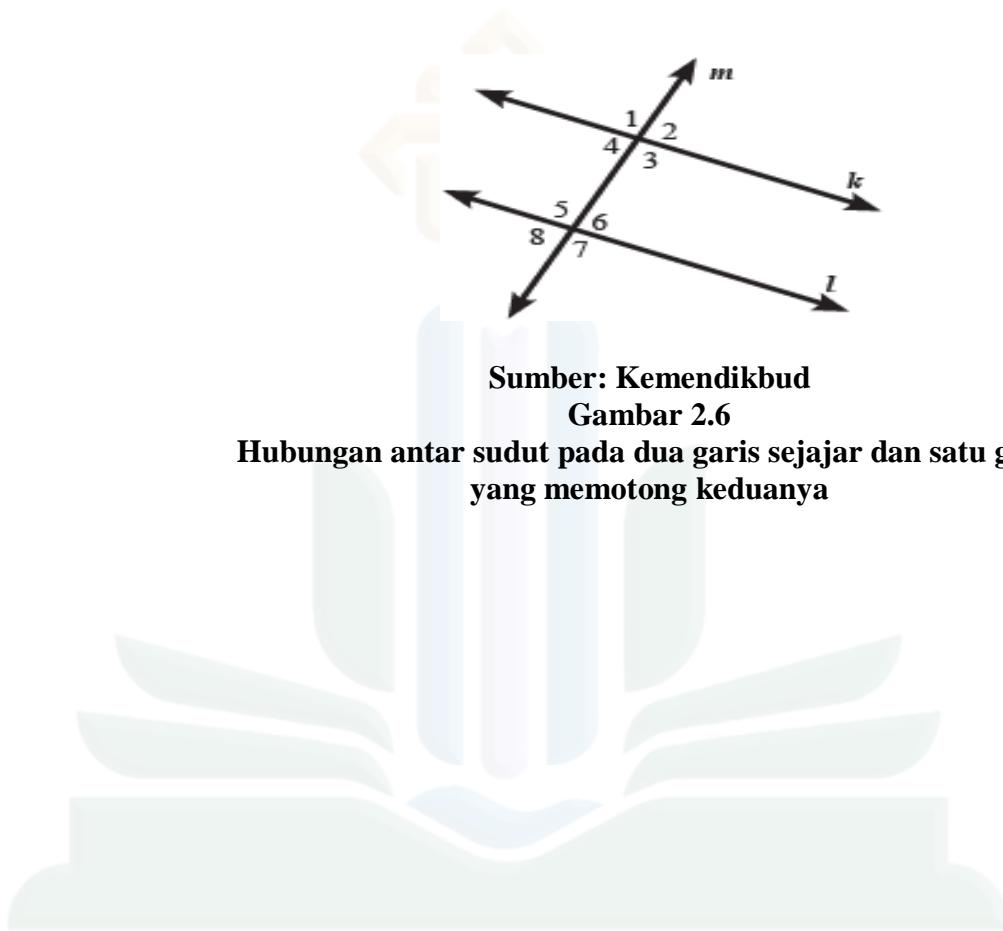 m
1 2
4 3
k
5 6
8 7
l
Sumber: Kemendikbud
Gambar 2.6
Hubungan antar sudut pada dua garis sejajar dan satu
yang memotong keduanya